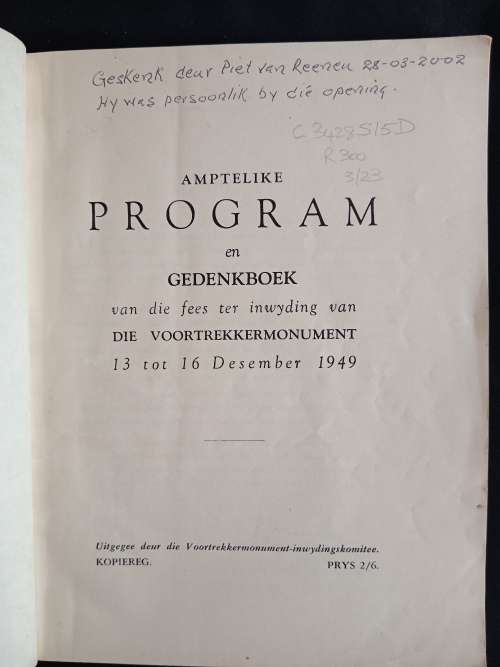 Geskenk deur Piet van Reenen 28-03-2002
Hy was persoonlik by die opening.
C3428S15D
R300
3/23
AMPTELIKE
PROGRAM
en
GEDENKBOEK
van die fees ter inwyding van
DIE VOORTREKKERMONUMENT
13 tot 16 Desember 1949
Uitgegee deur die Voortrekkermonument-inwydingskomitee.
KOPIEREG. PRYS 2/6.